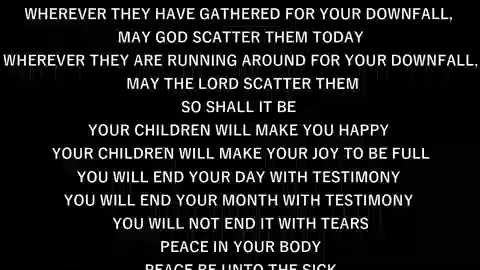 WHEREVER THEY HAVE GATHERED FOR YOUR DOWNFALL,
MAY GOD SCATTER THEM TODAY
WHEREVER THEY ARE RUNNING AROUND FOR YOUR DOWNFALL,
MAY THE LORD SCATTER THEM
SO SHALL IT BE
YOUR CHILDREN WILL MAKE YOU HAPPY
YOUR CHILDREN WILL MAKE YOUR JOY TO BE FULL
YOU WILL END YOUR DAY WITH TESTIMONY
YOU WILL END YOUR MONTH WITH TESTIMONY
YOU WILL NOT END IT WITH TEARS
PEACE IN YOUR BODY
PEACE BE UNTO THE SICK